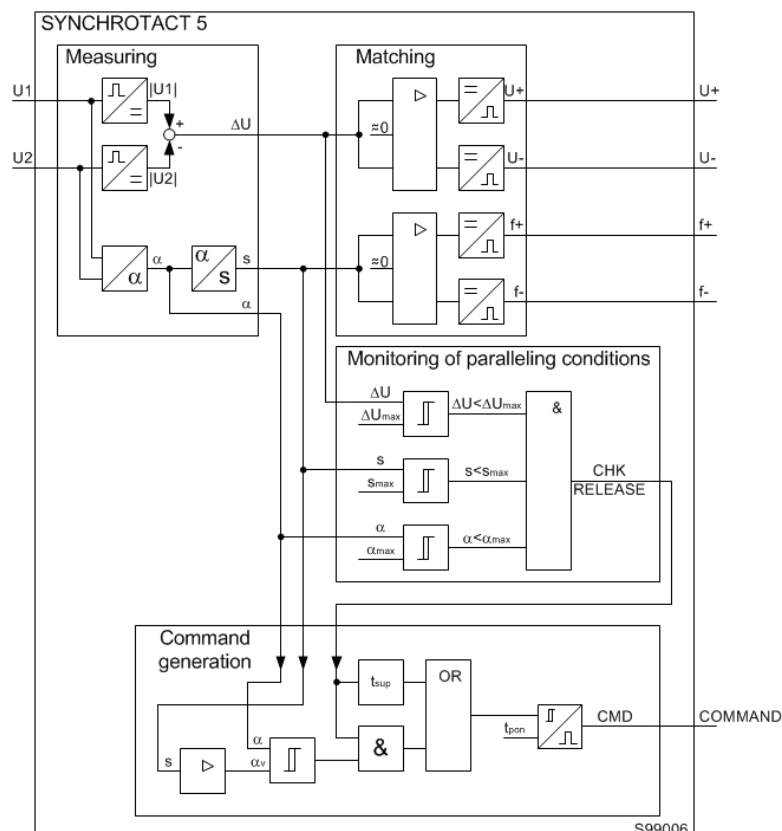 SYNCHROTACT 5
Measuring
Matching
U1 |U1| U+ U+
+
ΔU ≈0
-
U2 |U2| U- U-
f+ f+
α α α s s ≈0
α
f- f-
Monitoring of paralleling conditions
ΔU ΔU<ΔUmax &
ΔUmax
s s<smax CHK
smax RELEASE
α α<αmax
αmax
Command
generation
tsup OR
CMD COMMAND
α tpon
s αv &
S99006